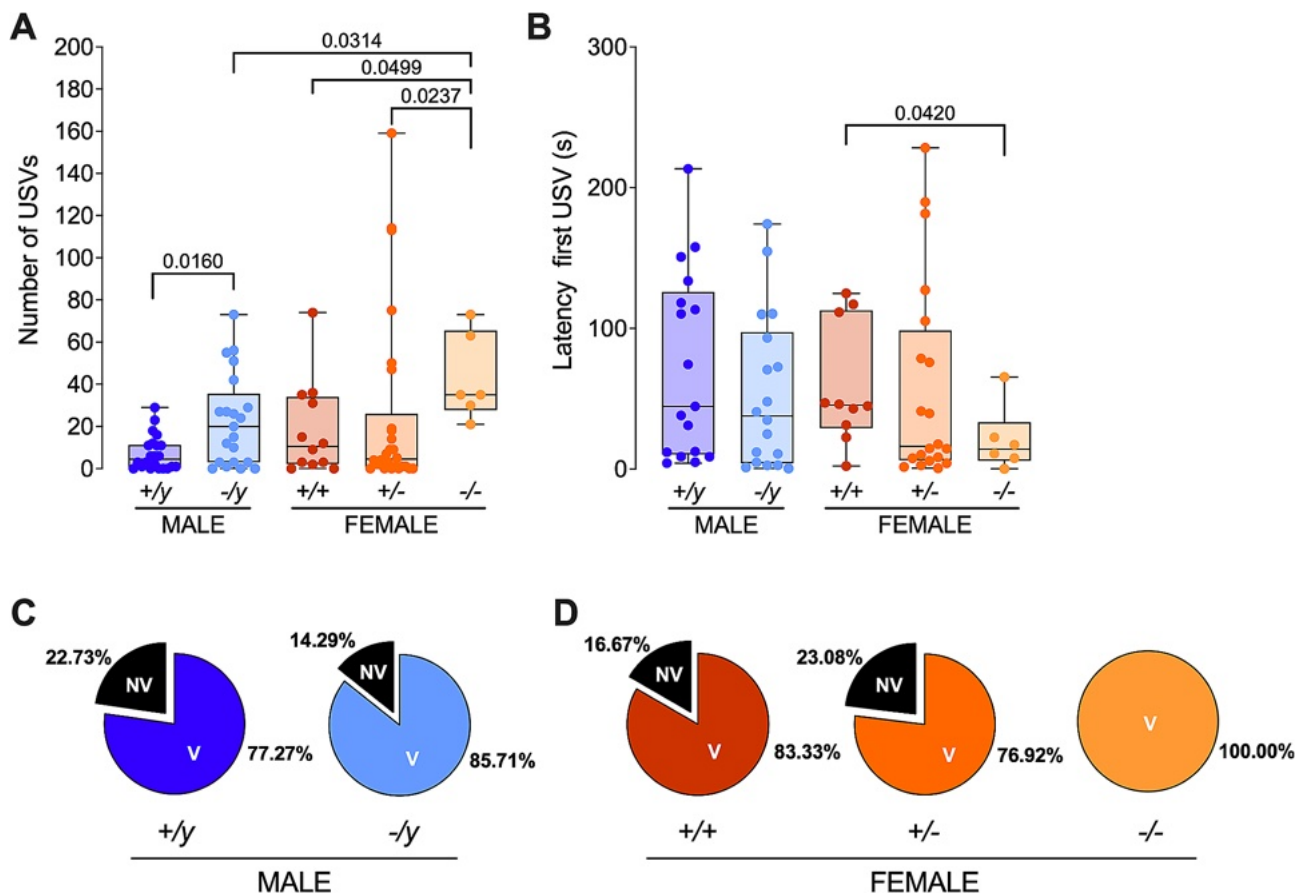 A
B
200
180
160
140
120
100
80
60
40
20
0
Number of USVs
0.0314
0.0499
0.0237
0.0160
+/y
-/y
+/+
+/-
-/-
MALE
FEMALE
300
200
100
0
Latency first USV (s)
0.0420
+/y
-/y
+/+
+/-
-/-
MALE
FEMALE
C
D
22.73%
NV
V
77.27%
14.29%
NV
V
85.71%
+/y
-/y
MALE
16.67%
NV
V
83.33%
23.08%
NV
V
76.92%
V
100.00%
+/+
+/-
-/-
FEMALE